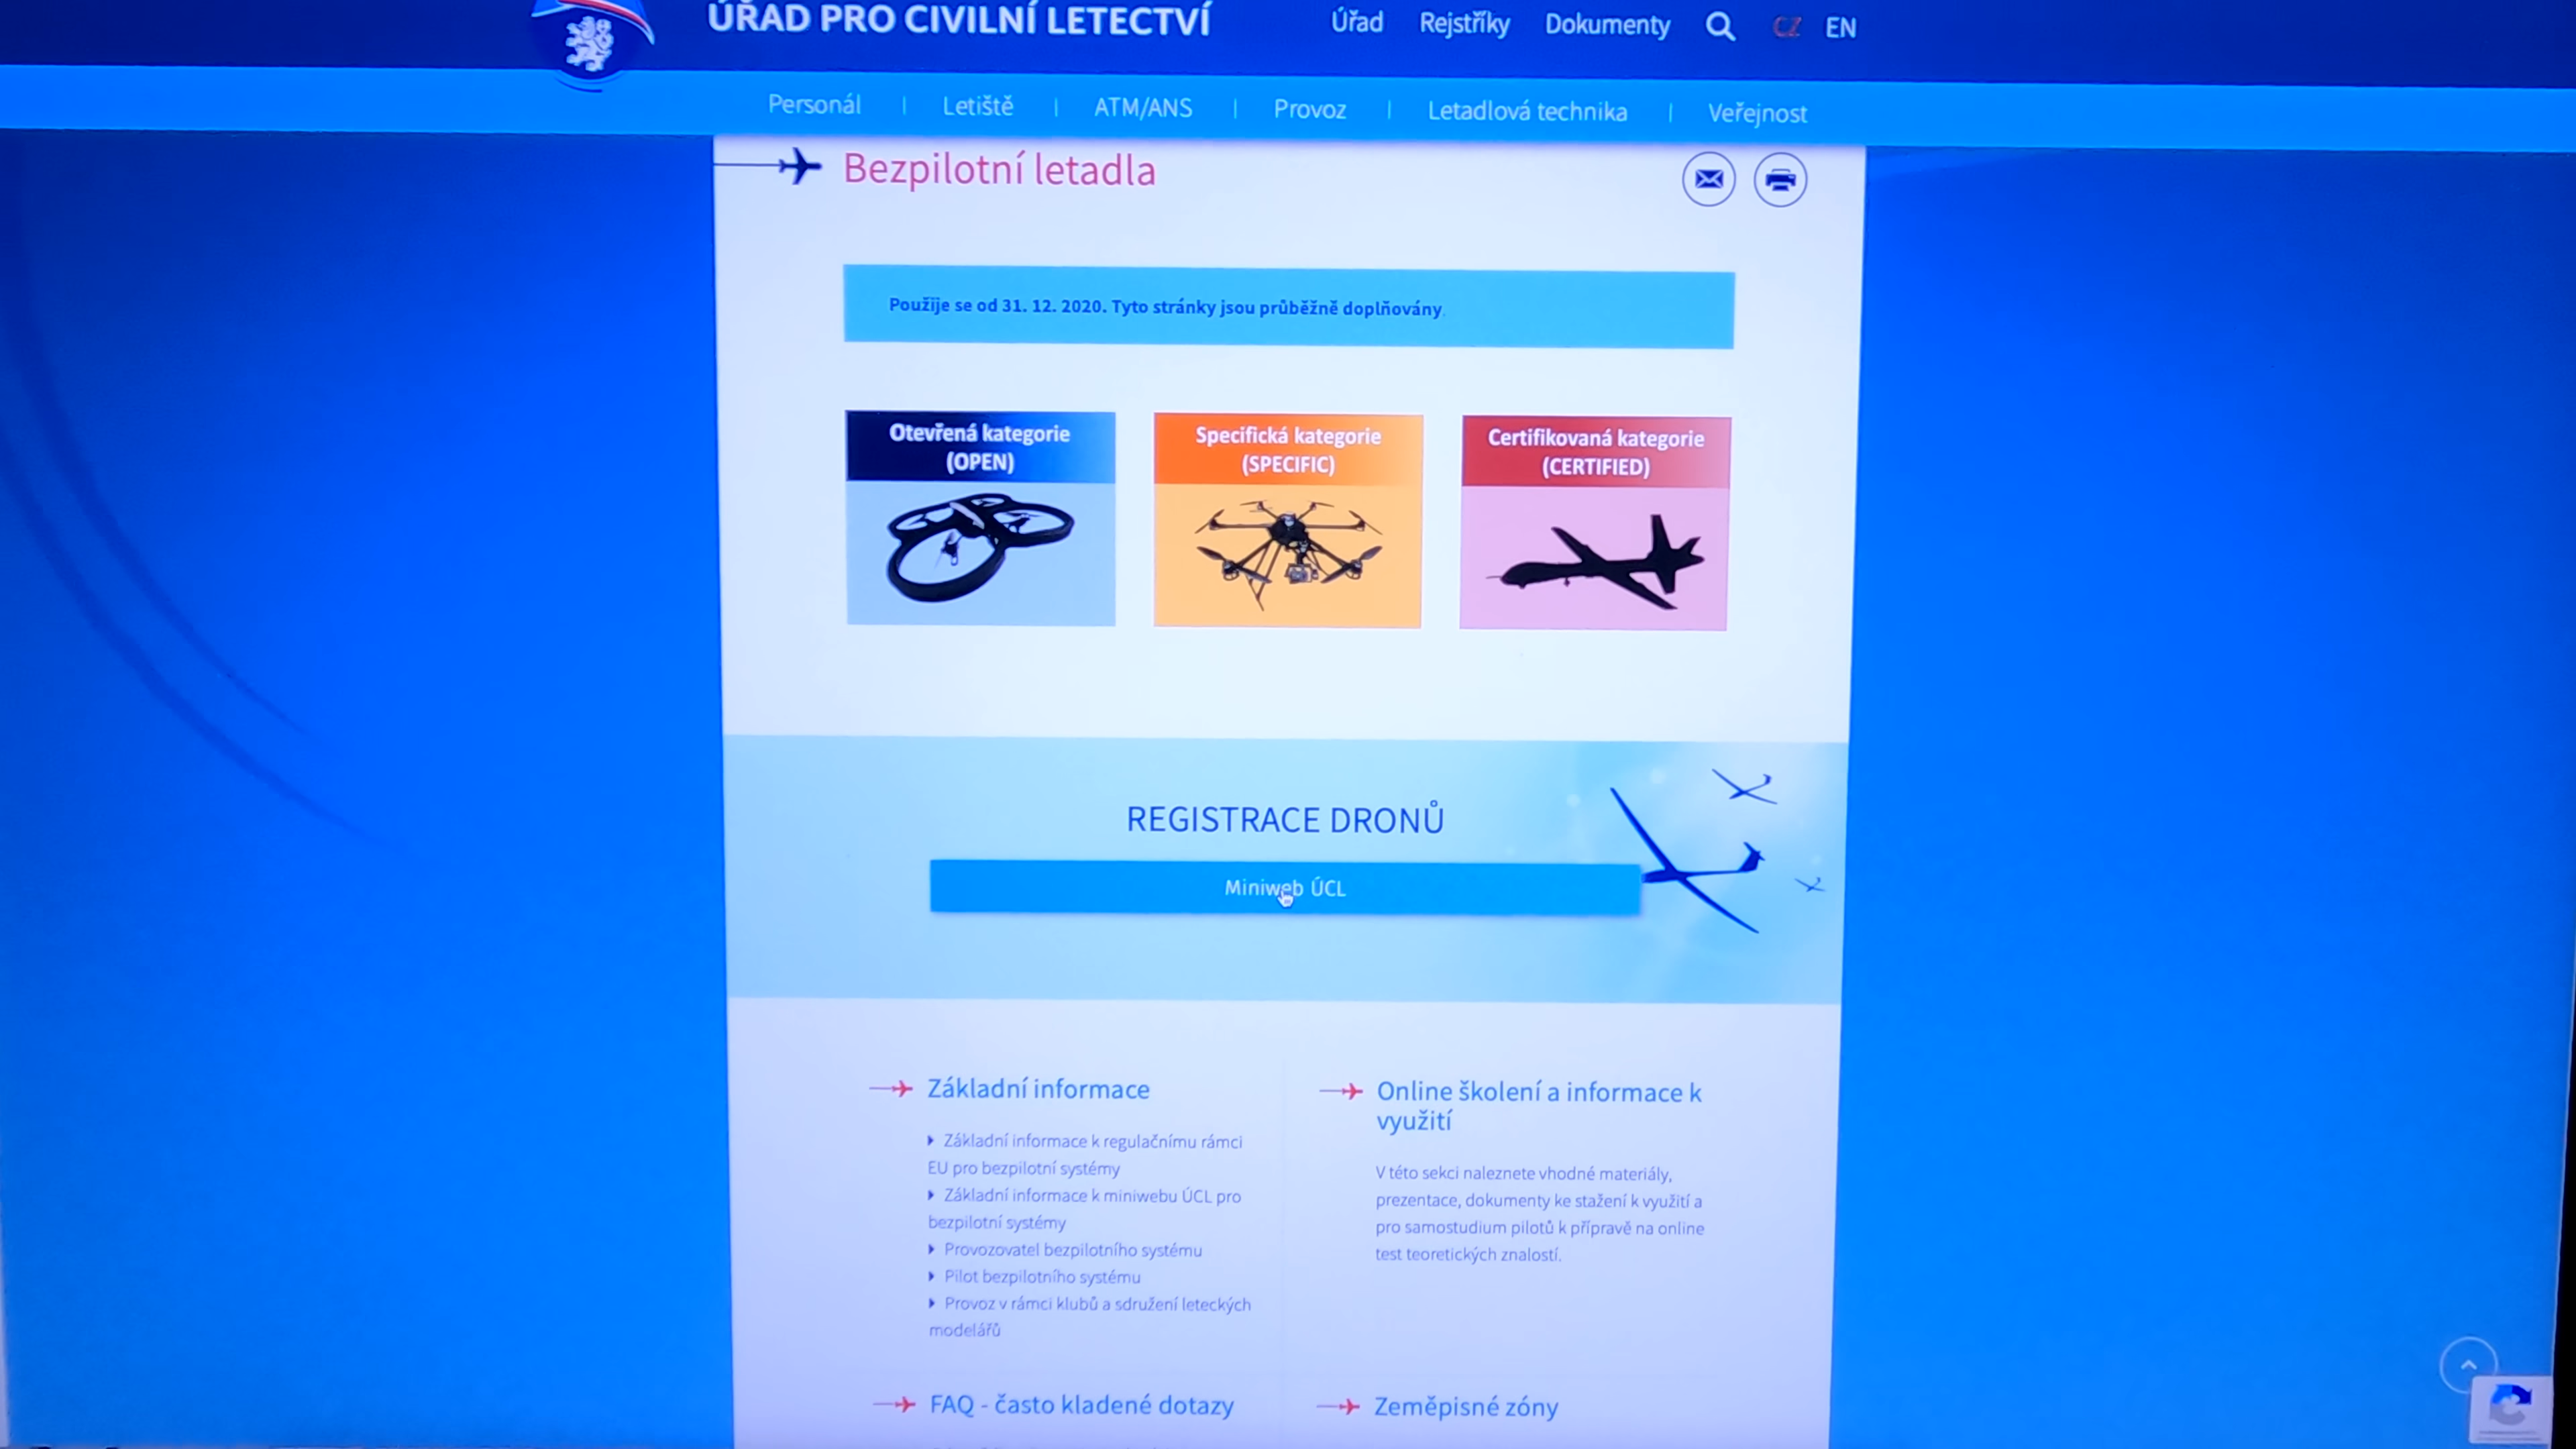 ÚŘAD PRO CIVILNÍ LETECTVÍ
Úřad Rejstříky Dokumenty CZ EN
Personál | Letiště | ATM/ANS | Provoz | Letadlová technika | Veřejnost
Bezpilotní letadla
Použije se od 31. 12. 2020. Tyto stránky jsou průběžně doplňovány.
Otevřená kategorie
(OPEN)
Specifická kategorie
(SPECIFIC)
Certifikovaná kategorie
(CERTIFIED)
REGISTRACE DRONŮ
Miniweb ÚCL
Základní informace
Základní informace k regulačnímu rámci
EU pro bezpilotní systémy
Základní informace k miniwebu ÚCL pro
bezpilotní systémy
Provozovatel bezpilotního systému
Pilot bezpilotního systému
Provoz v rámci klubů a sdružení leteckých
modelářů
Online školení a informace k
využití
V této sekci naleznete vhodné materiály,
prezentace, dokumenty ke stažení k využití a
pro samostudium pilotů k přípravě na online
test teoretických znalostí.
FAQ - často kladené dotazy
Zeměpisné zóny